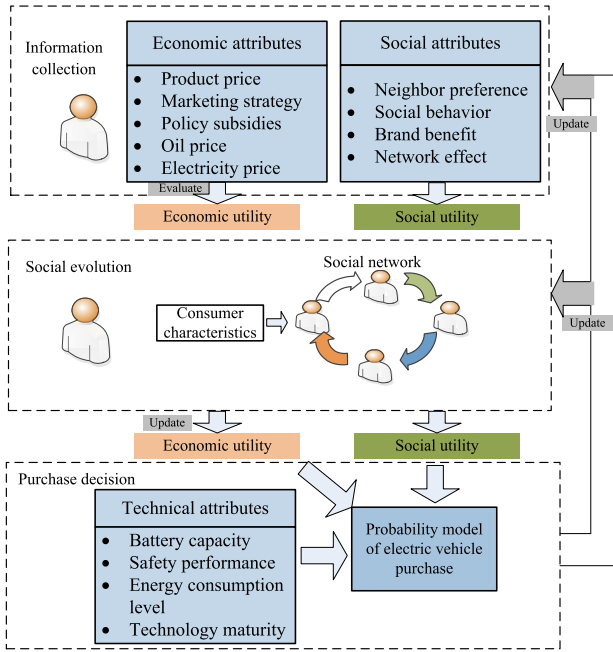 Information
collection
Economic attributes
• Product price
• Marketing strategy
• Policy subsidies
• Oil price
• Electricity price
Social attributes
• Neighbor preference
• Social behavior
• Brand benefit
• Network effect
Update
Evaluate
Economic utility
Social utility
Social evolution
Social network
Consumer
characteristics
Update
Update
Economic utility
Social utility
Purchase decision
Technical attributes
• Battery capacity
• Safety performance
• Energy consumption
level
• Technology maturity
Probability model
of electric vehicle
purchase